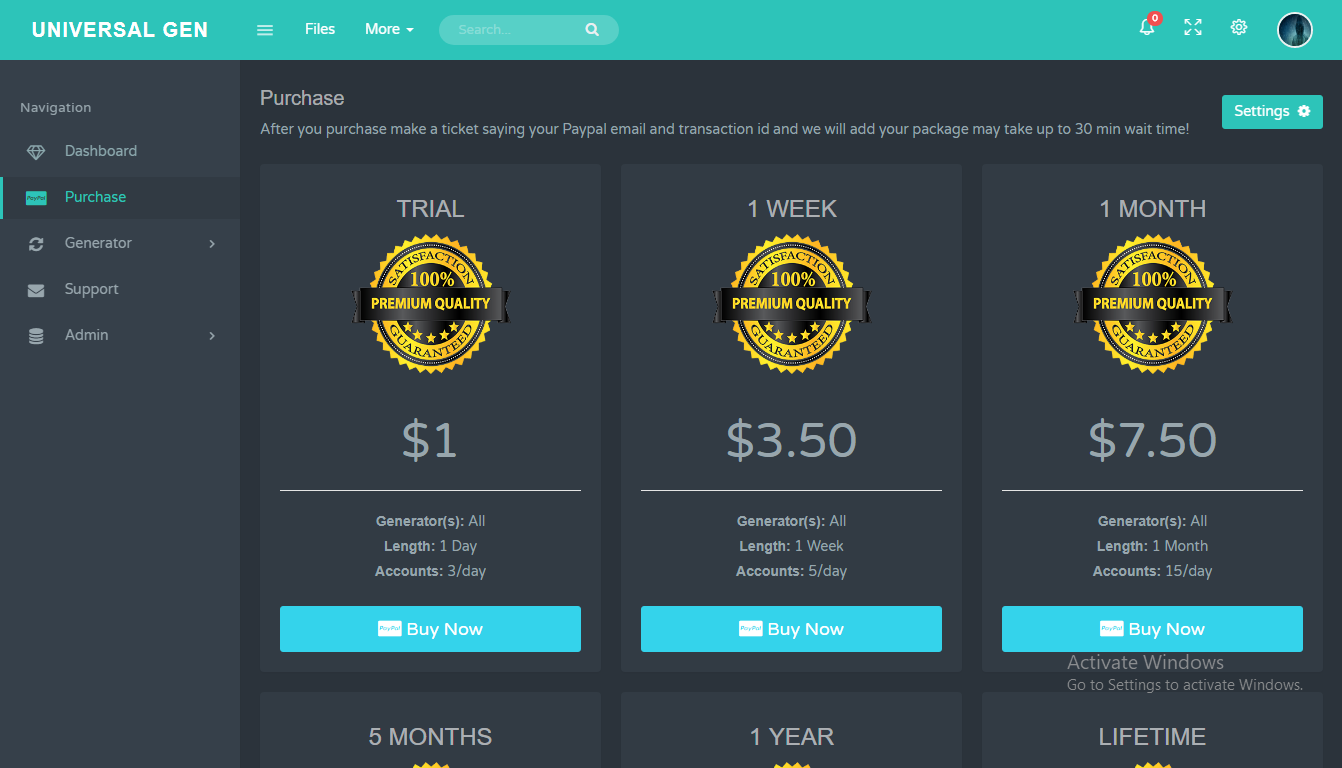 UNIVERSAL GEN
Files
More
Search...
0
Navigation
Dashboard
Purchase
Generator
Support
Admin
Purchase
After you purchase make a ticket saying your Paypal email and transaction id and we will add your package may take up to 30 min wait time!
Settings
TRIAL
SATISFACTION
100%
PREMIUM QUALITY
GUARANTEED
$1
Generator(s): All
Length: 1 Day
Accounts: 3/day
PayPal Buy Now
1 WEEK
SATISFACTION
100%
PREMIUM QUALITY
GUARANTEED
$3.50
Generator(s): All
Length: 1 Week
Accounts: 5/day
PayPal Buy Now
1 MONTH
SATISFACTION
100%
PREMIUM QUALITY
GUARANTEED
$7.50
Generator(s): All
Length: 1 Month
Accounts: 15/day
PayPal Buy Now
Activate Windows
Go to Settings to activate Windows.
5 MONTHS
1 YEAR
LIFETIME